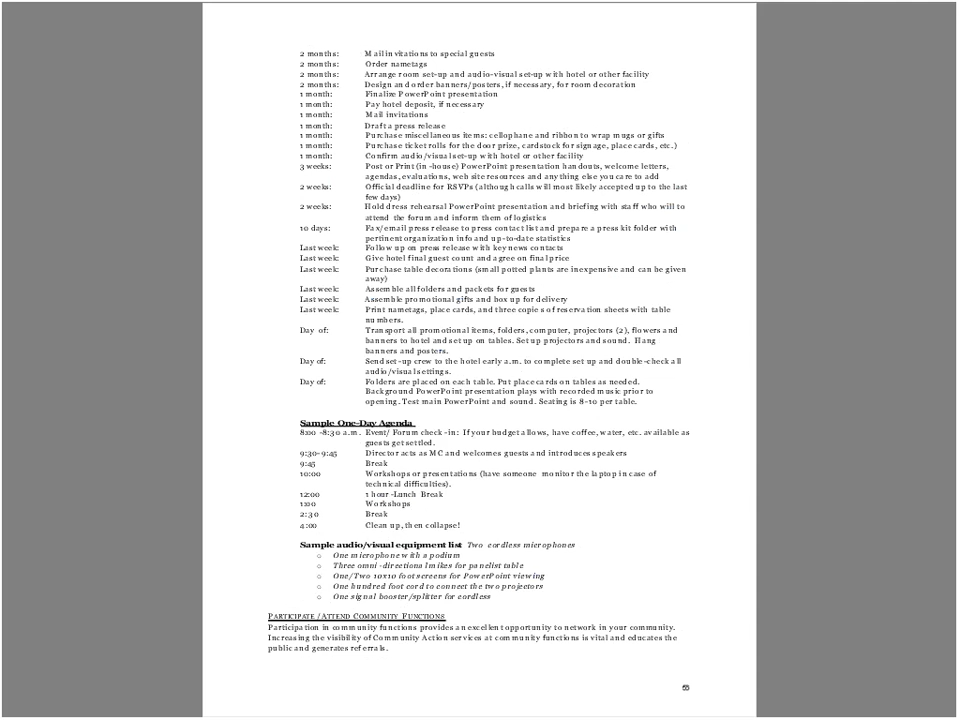 2 months: Mail invitations to special guests
2 months: Order nametags
2 months: Arrange room set-up and audio-visual set-up with hotel or other facility
2 months: Design and order banners/posters, if necessary, for room decoration
1 month: Finalize PowerPoint presentation
1 month: Pay hotel deposit, if necessary
1 month: Mail invitations
1 month: Draft a press release
1 month: Purchase miscellaneous items: cellophane and ribbon to wrap mugs or gifts
1 month: Purchase ticket rolls for the door prize, cardstock for signage, place cards, etc.)
1 month: Confirm audio/visual set-up with hotel or other facility
3 weeks: Post or Print (in-house) PowerPoint presentation handouts, welcome letters,
agendas, evaluations, web site resources and anything else you care to add
2 weeks: Official deadline for RSVPs (although calls will most likely accepted up to the last
few days)
2 weeks: Hold dress rehearsal PowerPoint presentation and briefing with staff who will to
attend the forum and inform them of logistics
10 days: Fax/email press release to press contact list and prepare a press kit folder with
pertinent organization info and up-to-date statistics
Last week: Follow up on press release with key news contacts
Last week: Give hotel final guest count and agree on final price
Last week: Purchase table decorations (small potted plants are inexpensive and can be given
away)
Last week: Assemble all folders and packets for guests
Last week: Assemble promotional gifts and box up for delivery
Last week: Print nametags, place cards, and three copies of reservation sheets with table
numbers.
Day of: Transport all promotional items, folders, computer, projectors (2), flowers and
banners to hotel and set up on tables. Set up projectors and sound. Hang
banners and posters.
Day of: Send set-up crew to the hotel early a.m. to complete set up and double-check all
audio/visual settings.
Day of: Folders are placed on each table. Put place cards on tables as needed.
Background PowerPoint presentation plays with recorded music prior to
opening. Test main PowerPoint and sound. Seating is 8-10 per table.
Sample One-Day Agenda
8:00 -8:30 a.m. Event/ Forum check-in: If your budget allows, have coffee, water, etc. available as
guests get settled.
9:30-9:45 Director acts as MC and welcomes guests and introduces speakers
9:45 Break
10:00 Workshops or presentations (have someone monitor the laptop in case of
technical difficulties).
12:00 1 hour -Lunch Break
1:00 Workshops
2:30 Break
4:00 Clean up, then collapse!
Sample audio/visual equipment list Two cordless microphones
o One microphone with a podium
o Three omni-directional mikes for panelist table
o One/Two 10x10 foot screens for PowerPoint viewing
o One hundred foot cord to connect the two projectors
o One signal booster/splitter for cordless
PARTICIPATE/ATTEND COMMUNITY FUNCTIONS
Participation in community functions provides an excellent opportunity to network in your community.
Increasing the visibility of Community Action services at community functions is vital and educates the
public and generates referrals.